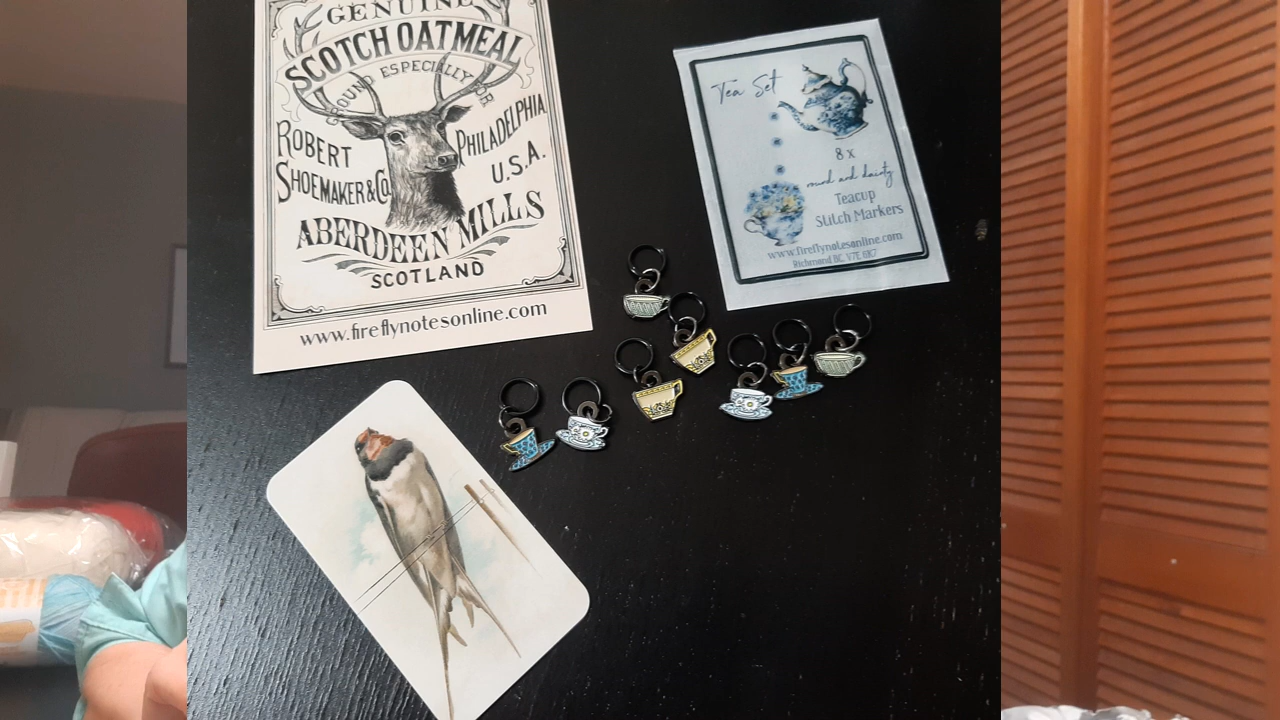 GENUINE
SCOTCH OATMEAL
GROUND ESPECIALLY FOR
ROBERT
SHOEMAKER & Co.
PHILADELPHIA
U.S.A.
ABERDEEN MILLS
SCOTLAND
www.fireflynotesonline.com
Tea Set
8 x
round and dainty
Teacup
Stitch Markers
www.fireflynotesonline.com
Richmond BC, V7E 6K7